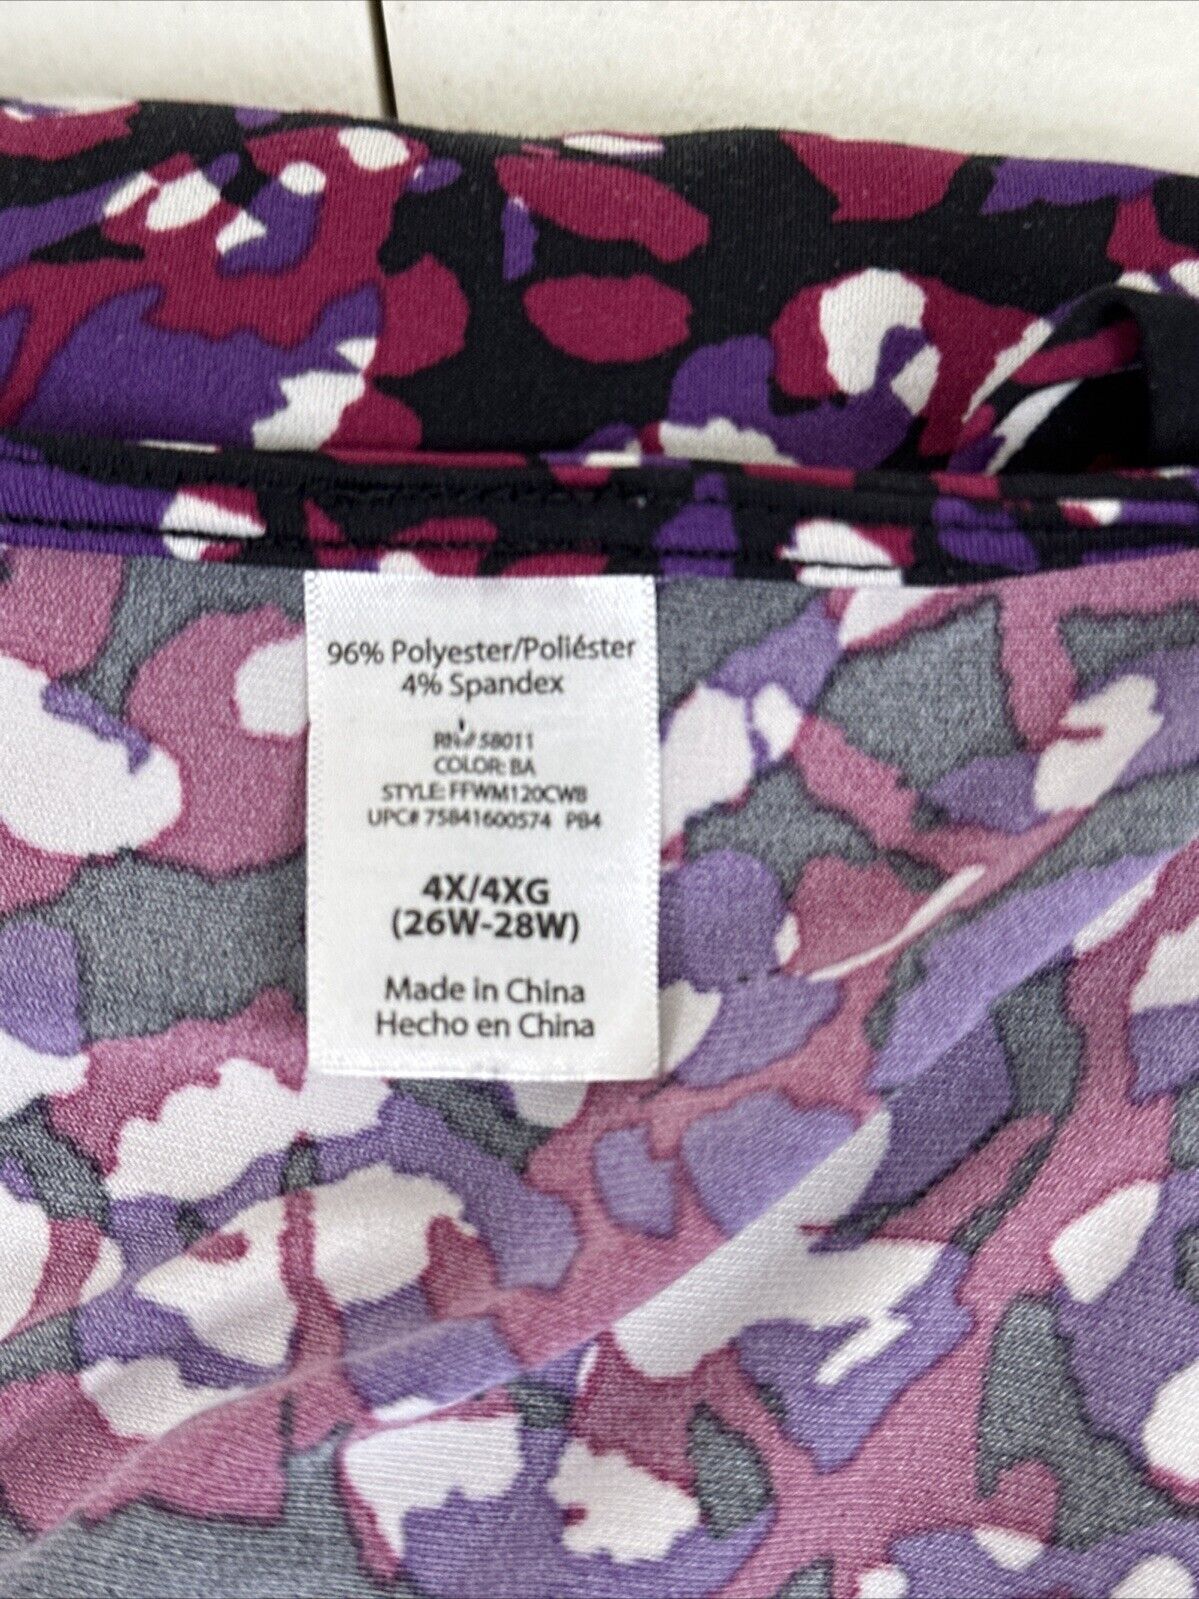 96% Polyester/Poliéster
4% Spandex
RN# 58011
COLOR: BA
STYLE: FFWM120CWB
UPC# 75841600574 PB4
4X/4XG
(26W-28W)
Made in China
Hecho en China